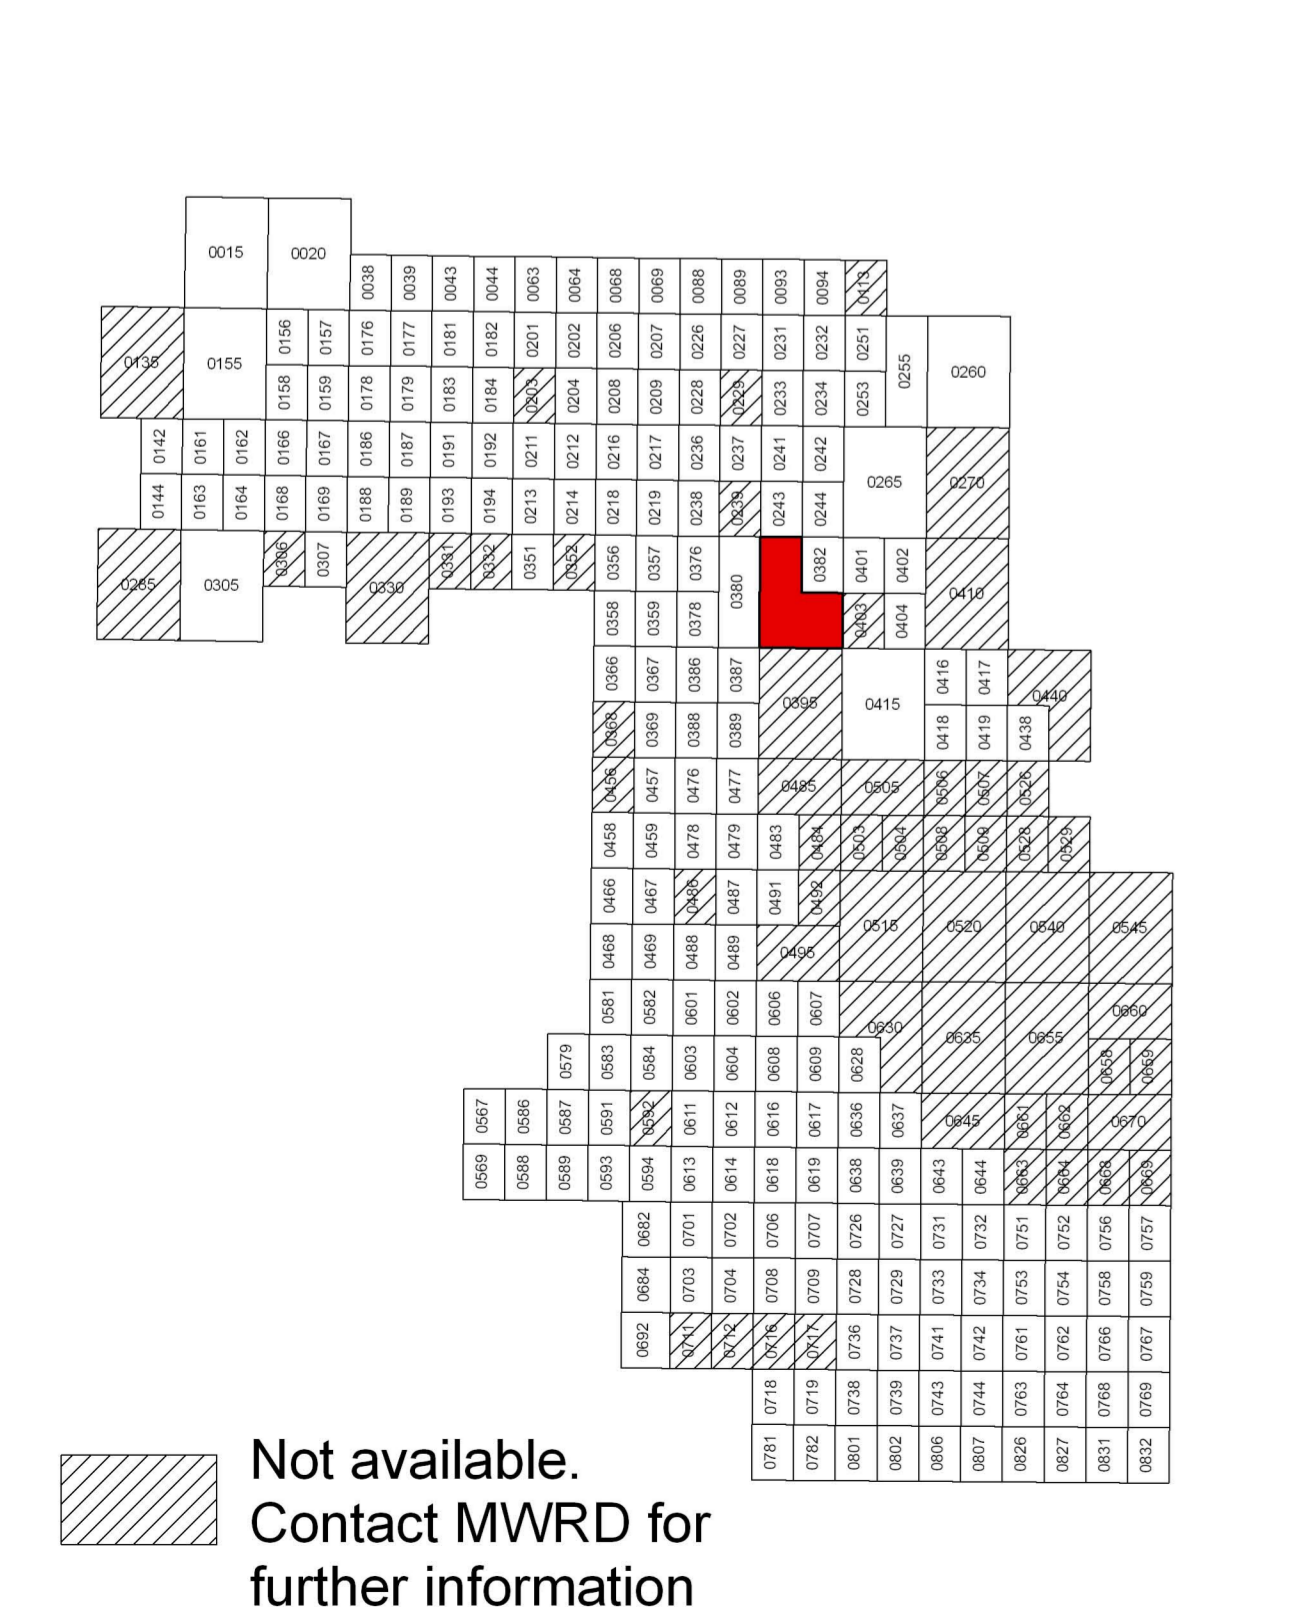 0015 0020
0038 0039 0043 0044 0063 0064 0068 0069 0088 0089 0093 0094 0113
0135 0155 0156 0157 0176 0177 0181 0182 0201 0202 0206 0207 0226 0227 0231 0232 0251 0255 0260
0158 0159 0178 0179 0183 0184 0203 0204 0208 0209 0228 0229 0233 0234 0253
0142 0161 0162 0166 0167 0186 0187 0191 0192 0211 0212 0216 0217 0236 0237 0241 0242 0265 0270
0144 0163 0164 0168 0169 0188 0189 0193 0194 0213 0214 0218 0219 0238 0239 0243 0244
0285 0305 0306 0307 0330 0331 0332 0351 0352 0356 0357 0376 0380 0382 0401 0402 0410
0358 0359 0378 0403 0404
0366 0367 0386 0387 0395 0415 0416 0417 0440
0368 0369 0388 0389 0418 0419 0438
0456 0457 0476 0477 0485 0505 0506 0507 0526
0458 0459 0478 0479 0483 0484 0503 0504 0508 0509 0528 0529
0466 0467 0486 0487 0491 0492 0515 0520 0540 0545
0468 0469 0488 0489 0495
0581 0582 0601 0602 0606 0607 0630 0635 0655 0660
0579 0583 0584 0603 0604 0608 0609 0628 0658 0659
0567 0586 0587 0591 0592 0611 0612 0616 0617 0636 0637 0645 0661 0662 0670
0569 0588 0589 0593 0594 0613 0614 0618 0619 0638 0639 0643 0644 0663 0664 0668 0669
0682 0701 0702 0706 0707 0726 0727 0731 0732 0751 0752 0756 0757
0684 0703 0704 0708 0709 0728 0729 0733 0734 0753 0754 0758 0759
0692 0711 0712 0716 0717 0736 0737 0741 0742 0761 0762 0766 0767
0718 0719 0738 0739 0743 0744 0763 0764 0768 0769
0781 0782 0801 0802 0806 0807 0826 0827 0831 0832
Not available.
Contact MWRD for
further information